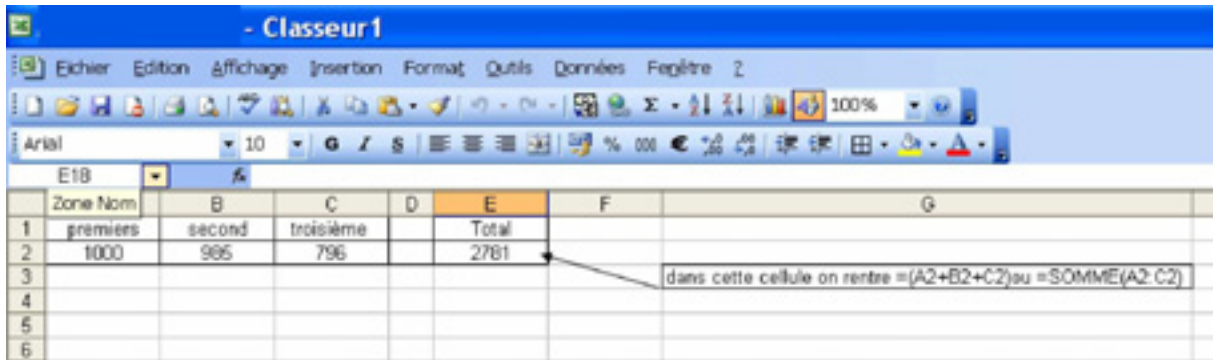 - Classeur1
Fichier Edition Affichage Insertion Format Outils Données Fenêtre ?
100%
Arial 10 G I S % 000 €
E18 fx
Zone Nom B C D E F G
1 premiers second troisième Total
2 1000 985 796 2781
3 dans cette cellule on rentre =(A2+B2+C2)ou =SOMME(A2:C2)
4
5
6